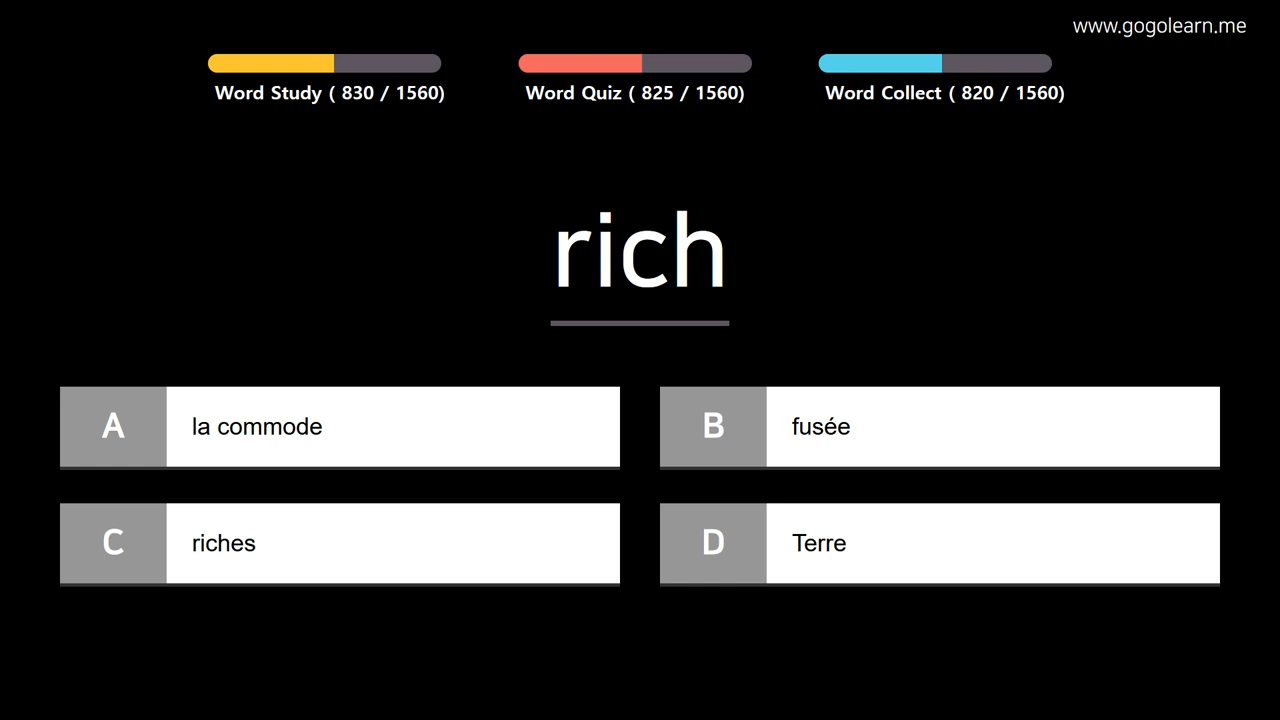 www.gogolearn.me
Word Study ( 830 / 1560)
Word Quiz ( 825 / 1560)
Word Collect ( 820 / 1560)
rich
A
la commode
B
fusée
C
riches
D
Terre